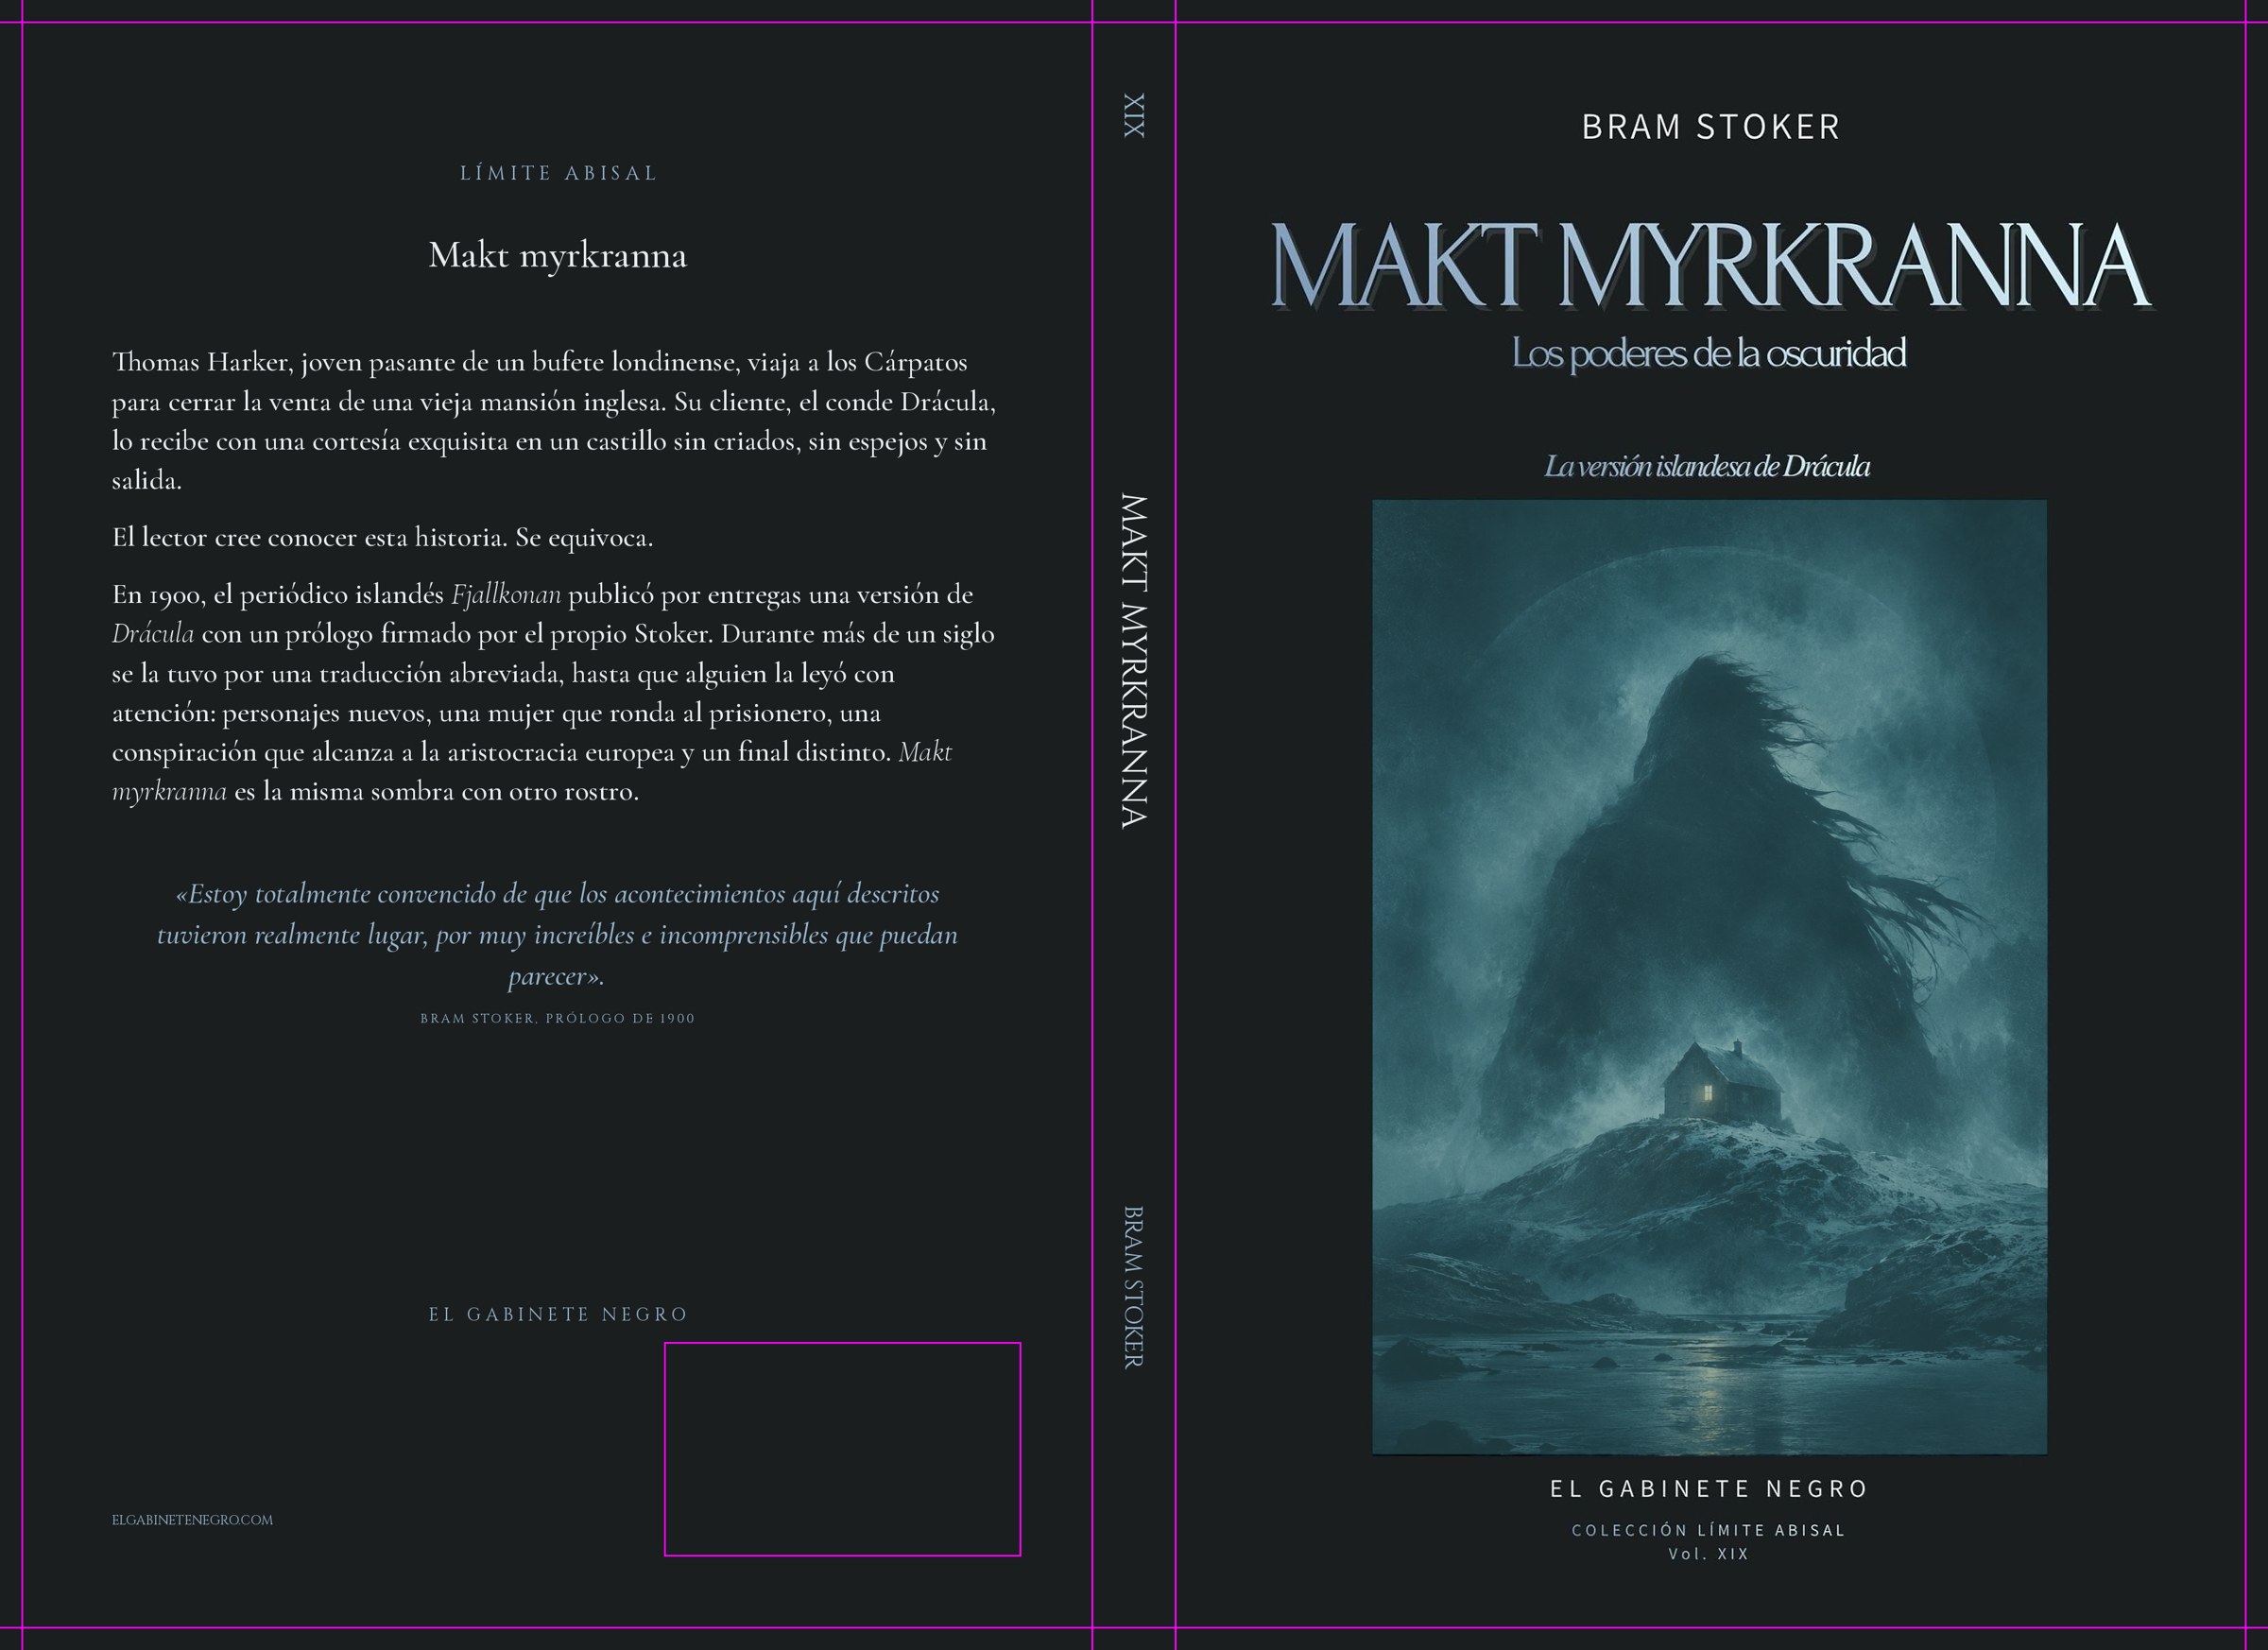 LÍMITE ABISAL
Makt myrkranna
Thomas Harker, joven pasante de un bufete londinense, viaja a los Cárpatos
para cerrar la venta de una vieja mansión inglesa. Su cliente, el conde Drácula,
lo recibe con una cortesía exquisita en un castillo sin criados, sin espejos y sin
salida.
El lector cree conocer esta historia. Se equivoca.
En 1900, el periódico islandés Fjallkonan publicó por entregas una versión de
Drácula con un prólogo firmado por el propio Stoker. Durante más de un siglo
se la tuvo por una traducción abreviada, hasta que alguien la leyó con
atención: personajes nuevos, una mujer que ronda al prisionero, una
conspiración que alcanza a la aristocracia europea y un final distinto. Makt
myrkranna es la misma sombra con otro rostro.
«Estoy totalmente convencido de que los acontecimientos aquí descritos
tuvieron realmente lugar, por muy increíbles e incomprensibles que puedan
parecer».
BRAM STOKER, PRÓLOGO DE 1900
EL GABINETE NEGRO
ELGABINETENEGRO.COM
XIX
MAKT MYRKRANNA
BRAM STOKER
BRAM STOKER
MAKT MYRKRANNA
Los poderes de la oscuridad
La versión islandesa de Drácula
EL GABINETE NEGRO
COLECCIÓN LÍMITE ABISAL
Vol. XIX